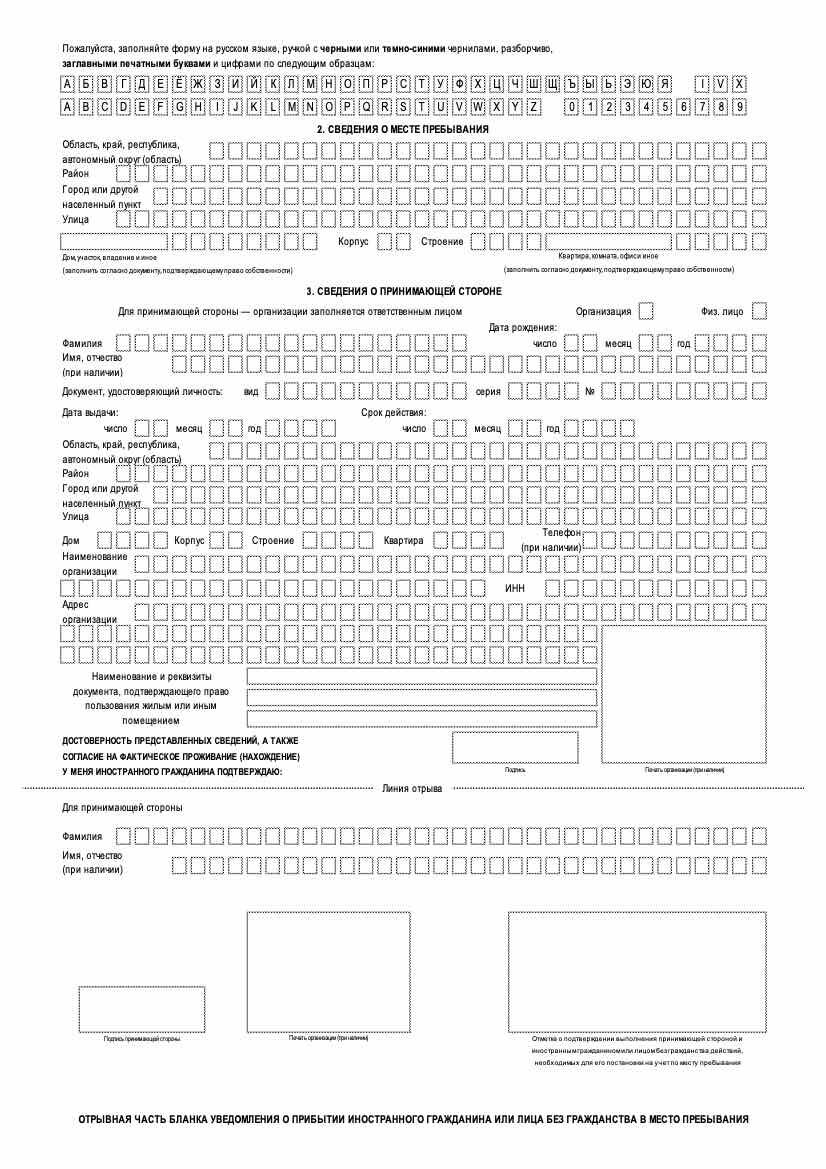 Пожалуйста, заполняйте форму на русском языке, ручкой с черными или темно-синими чернилами, разборчиво,
заглавными печатными буквами и цифрами по следующим образцам:
А Б В Г Д Е Ё Ж З И Й К Л М Н О П Р С Т У Ф Х Ц Ч Ш Щ Ъ Ы Ь Э Ю Я I V X
A B C D E F G H I J K L M N O P Q R S T U V W X Y Z 0 1 2 3 4 5 6 7 8 9
2. СВЕДЕНИЯ О МЕСТЕ ПРЕБЫВАНИЯ
Область, край, республика,
автономный округ (область)
Район
Город или другой
населенный пункт
Улица
Корпус Строение
Дом, участок, владение и иное Квартира, комната, офис и иное
(заполнить согласно документу, подтверждающему право собственности) (заполнить согласно документу, подтверждающему право собственности)
3. СВЕДЕНИЯ О ПРИНИМАЮЩЕЙ СТОРОНЕ
Для принимающей стороны — организации заполняется ответственным лицом Организация Физ. лицо
Дата рождения:
Фамилия число месяц год
Имя, отчество
(при наличии)
Документ, удостоверяющий личность: вид серия №
Дата выдачи: Срок действия:
число месяц год число месяц год
Область, край, республика,
автономный округ (область)
Район
Город или другой
населенный пункт
Улица
Дом Корпус Строение Квартира Телефон
(при наличии)
Наименование
организации
ИНН
Адрес
организации
Наименование и реквизиты
документа, подтверждающего право
пользования жилым или иным
помещением
ДОСТОВЕРНОСТЬ ПРЕДСТАВЛЕННЫХ СВЕДЕНИЙ, А ТАКЖЕ
СОГЛАСИЕ НА ФАКТИЧЕСКОЕ ПРОЖИВАНИЕ (НАХОЖДЕНИЕ)
У МЕНЯ ИНОСТРАННОГО ГРАЖДАНИНА ПОДТВЕРЖДАЮ: Подпись Печать организации (при наличии)
Линия отрыва
Для принимающей стороны
Фамилия
Имя, отчество
(при наличии)
Подпись принимающей стороны Печать организации (при наличии) Отметка о подтверждении выполнения принимающей стороной и
иностранным гражданином или лицом без гражданства действий,
необходимых для его постановки на учет по месту пребывания
ОТРЫВНАЯ ЧАСТЬ БЛАНКА УВЕДОМЛЕНИЯ О ПРИБЫТИИ ИНОСТРАННОГО ГРАЖДАНИНА ИЛИ ЛИЦА БЕЗ ГРАЖДАНСТВА В МЕСТО ПРЕБЫВАНИЯ